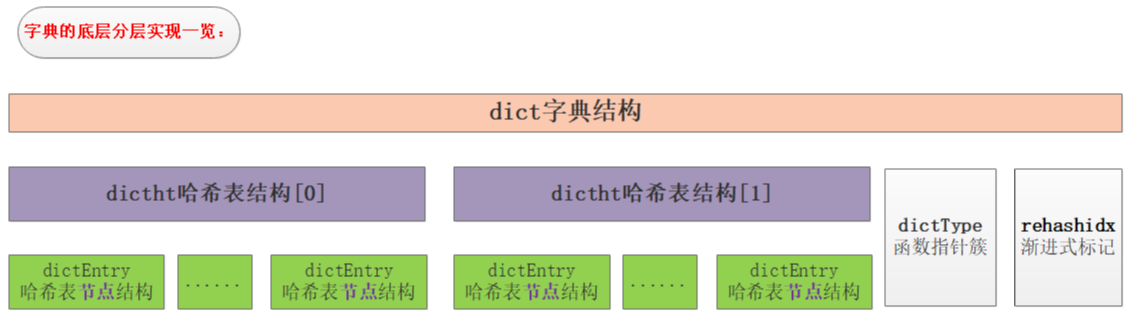 字典的底层分层实现一览：
dict字典结构
dictht哈希表结构[0]
dictht哈希表结构[1]
dictType
函数指针簇
rehashidx
渐进式标记
dictEntry
哈希表节点结构
......
dictEntry
哈希表节点结构
dictEntry
哈希表节点结构
......
dictEntry
哈希表节点结构